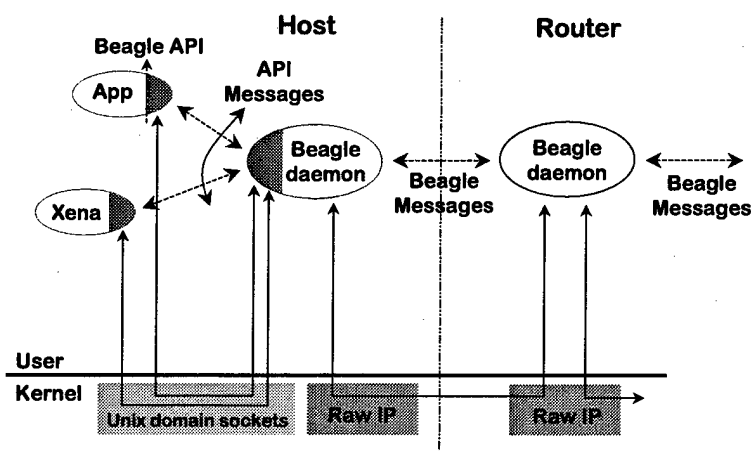 Host
Router
Beagle API
App
API
Messages
Beagle
daemon
Beagle
daemon
Beagle
Messages
Beagle
Messages
Xena
User
Kernel
Unix domain sockets
Raw IP
Raw IP